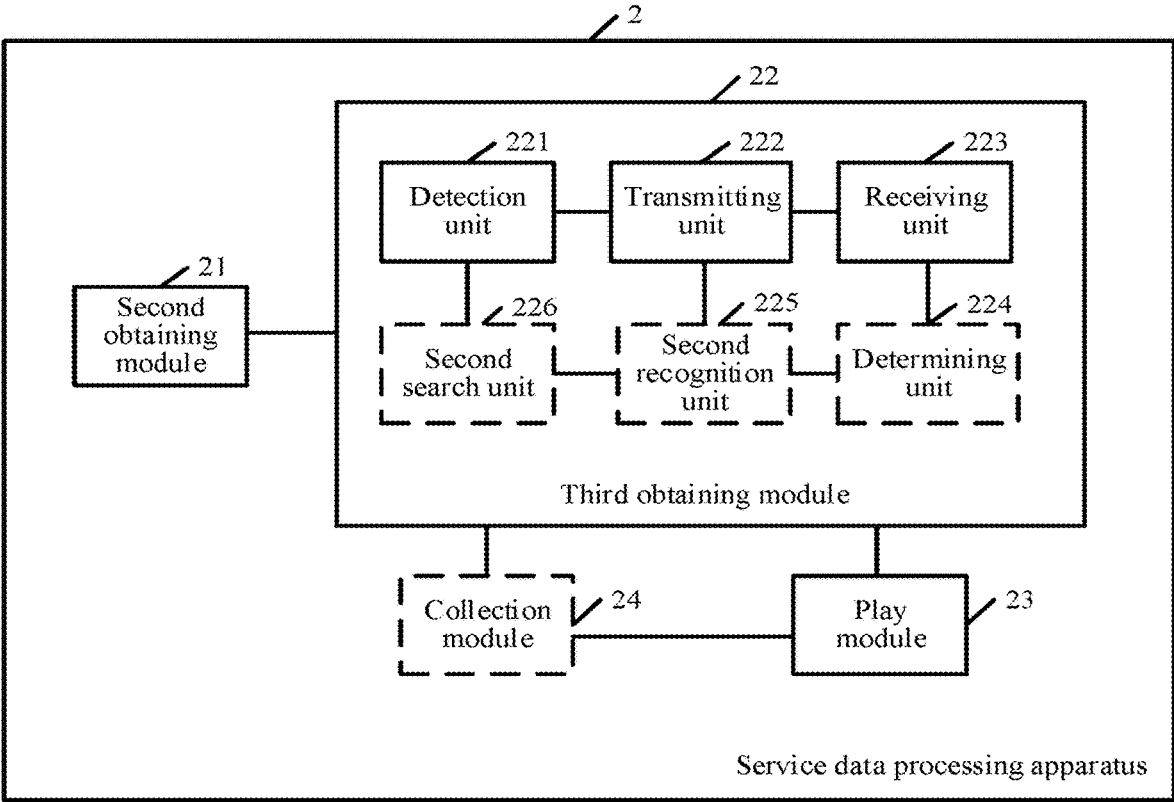 2
22
221
222
223
Detection
unit
Transmitting
unit
Receiving
unit
21
Second
obtaining
module
226
225
224
Second
search unit
Second
recognition
unit
Determining
unit
Third obtaining module
Collection
module
24
Play
module
23
Service data processing apparatus